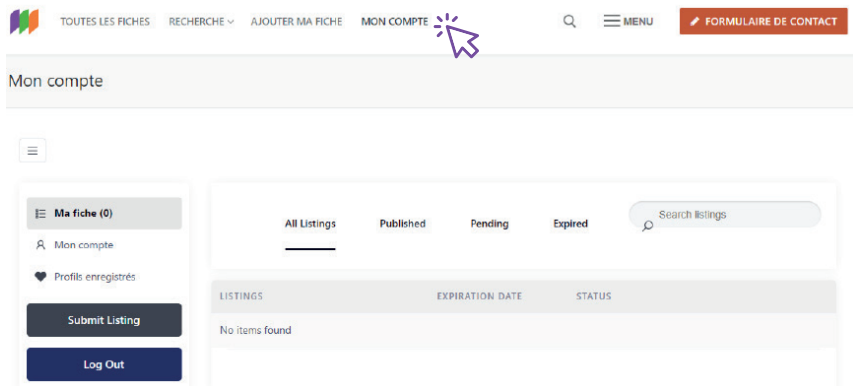 TOUTES LES FICHES RECHERCHE AJOUTER MA FICHE MON COMPTE MENU FORMULAIRE DE CONTACT
Mon compte
Ma fiche (0)
Mon compte
Profils enregistrés
Submit Listing
Log Out
All Listings Published Pending Expired Search listings
LISTINGS EXPIRATION DATE STATUS
No items found